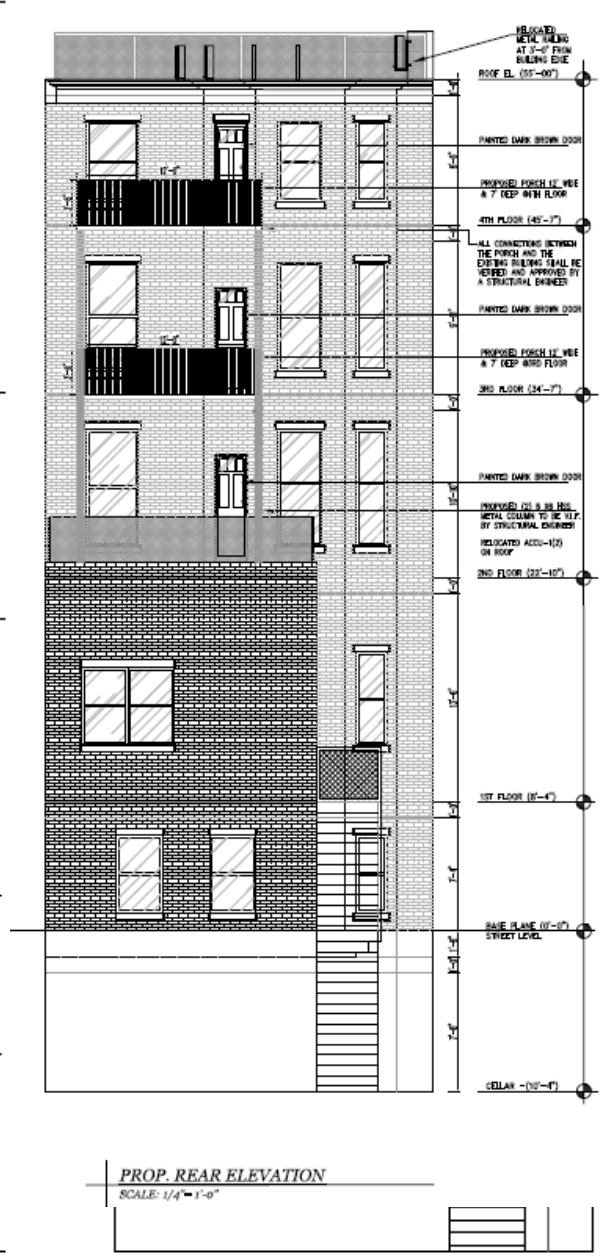 RELOCATED
METAL RAILING
AT 3'-0" FROM
BUILDING EDGE
ROOF EL. (55'-00")
PAINTED DARK BROWN DOOR
12'-0"
PROPOSED PORCH 12' WIDE
& 7' DEEP @4TH FLOOR
4TH FLOOR (45'-7")
ALL CONNECTIONS BETWEEN
THE PORCH AND THE
EXISTING BUILDING SHALL BE
VERIFIED AND APPROVED BY
A STRUCTURAL ENGINEER
PAINTED DARK BROWN DOOR
12'-0"
PROPOSED PORCH 12' WIDE
& 7' DEEP @3RD FLOOR
3RD FLOOR (34'-7")
PAINTED DARK BROWN DOOR
PROPOSED (2) 8 X8 HSS
METAL COLUMN TO BE V.I.F.
BY STRUCTURAL ENGINEER
RELOCATED ACCU-1(2)
ON ROOF
2ND FLOOR (22'-10")
1ST FLOOR (8'-4")
BASE PLANE (0'-0")
STREET LEVEL
CELLAR -(10'-4")
PROP. REAR ELEVATION
SCALE: 1/4"= 1'-0"